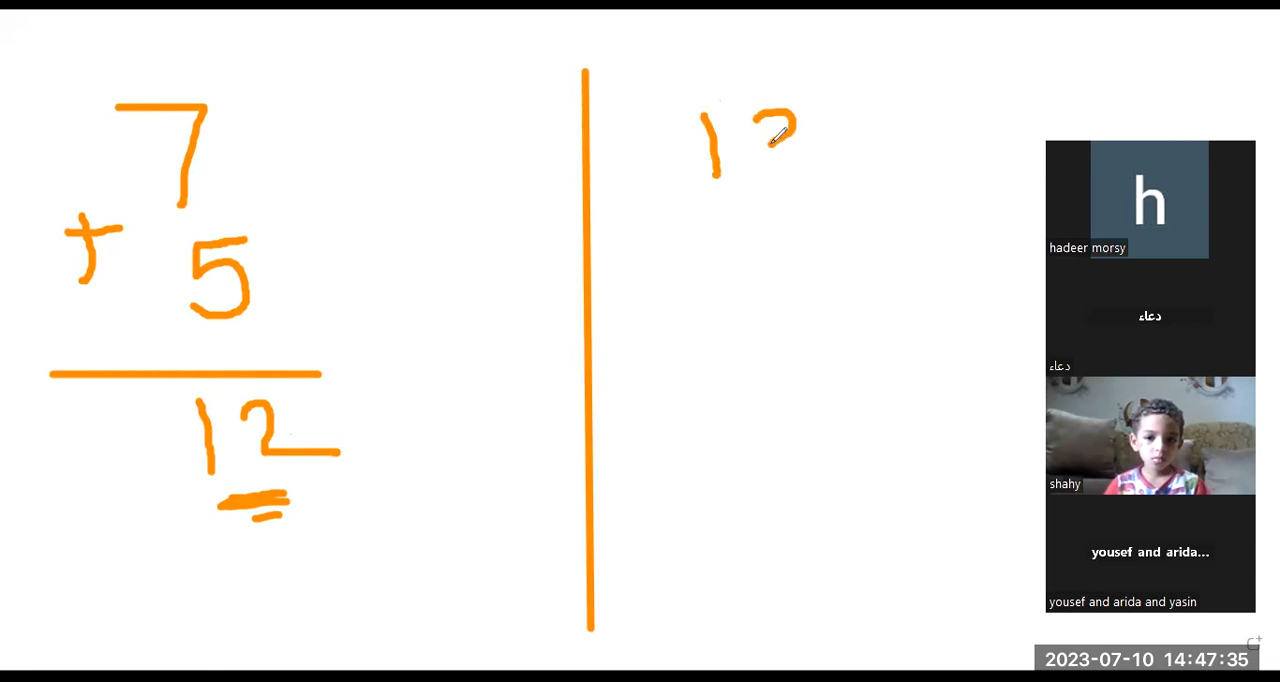 7
+ 5
12
12
h
hadeer morsy
دعاء
دعاء
shahy
yousef and arida...
yousef and arida and yasin
2023-07-10 14:47:35